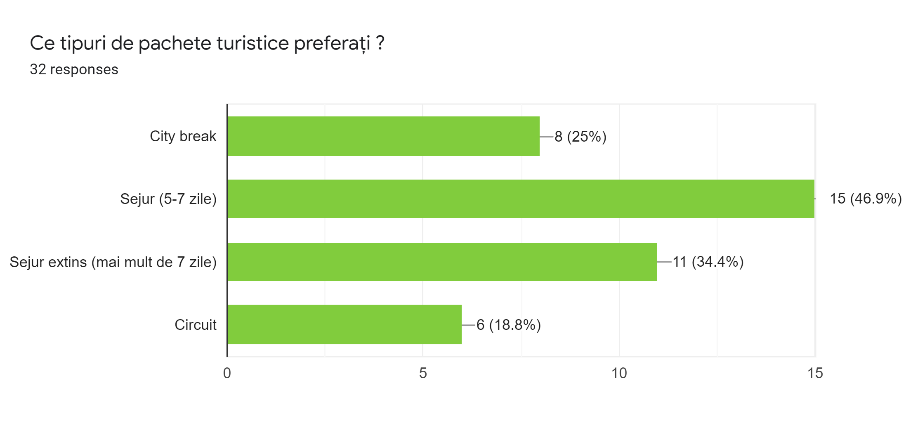 Ce tipuri de pachete turistice preferați ?
32 responses
City break
8 (25%)
Sejur (5-7 zile)
15 (46.9%)
Sejur extins (mai mult de 7 zile)
11 (34.4%)
Circuit
6 (18.8%)
0 5 10 15